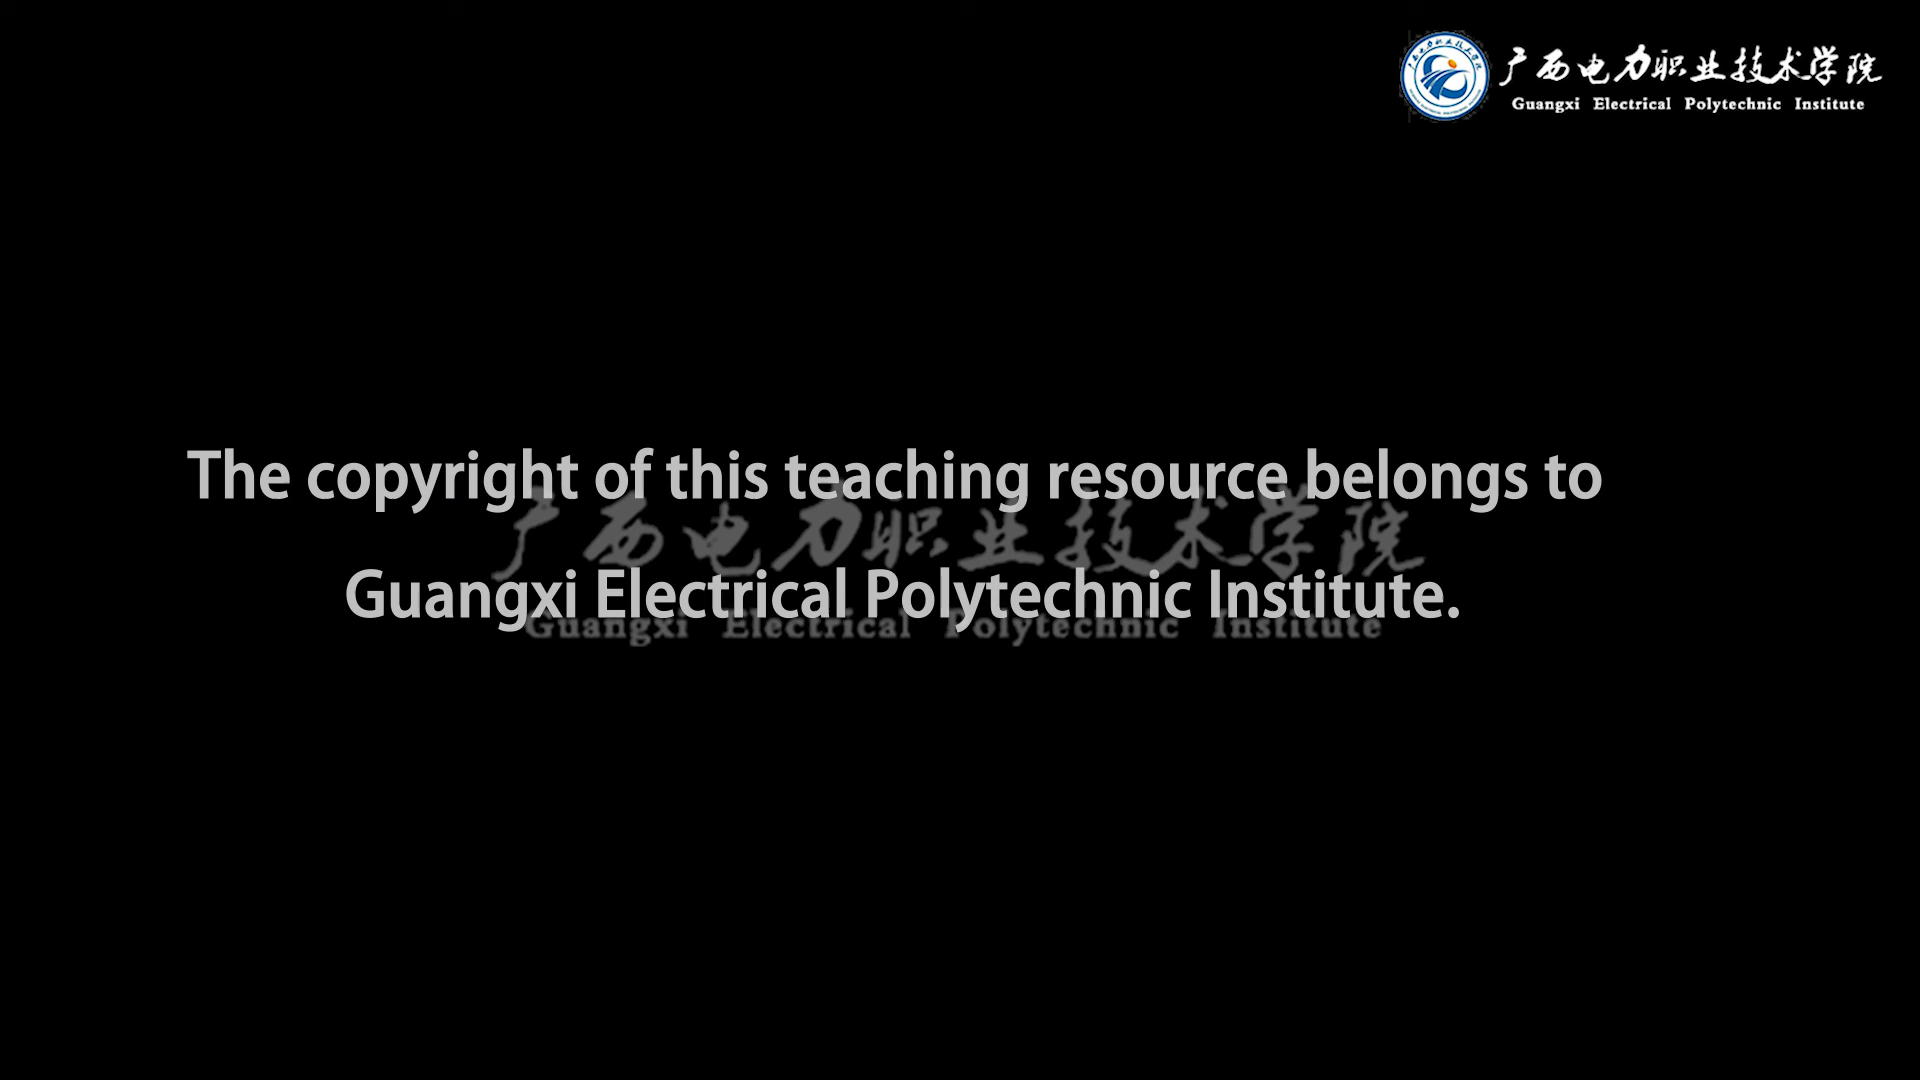 广西电力职业技术学院
Guangxi Electrical Polytechnic Institute
The copyright of this teaching resource belongs to
广西电力职业技术学院
Guangxi Electrical Polytechnic Institute.
Guangxi Electrical Polytechnic Institute